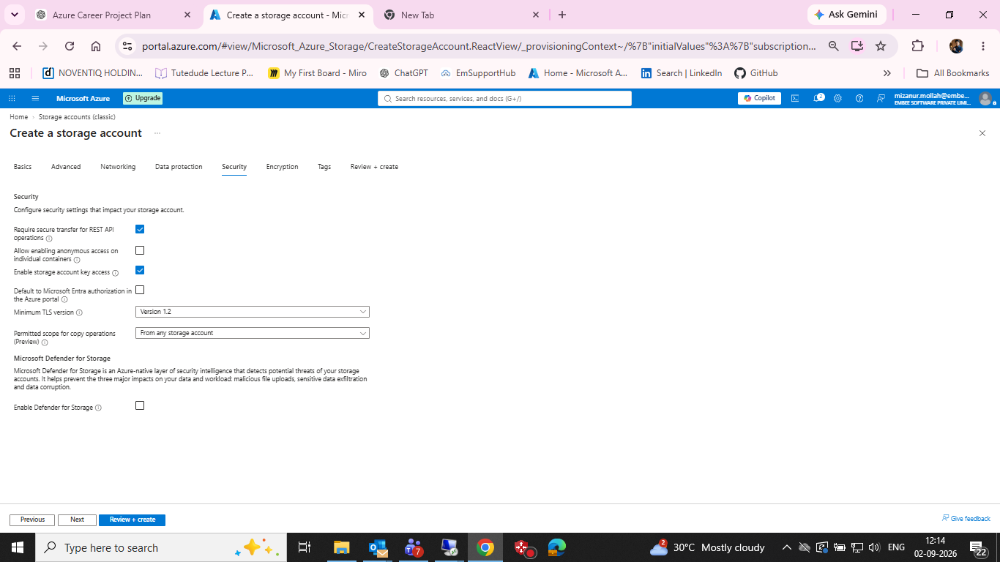 Azure Career Project Plan
Create a storage account - Micr
New Tab
Ask Gemini
portal.azure.com/#view/Microsoft_Azure_Storage/CreateStorageAccount.ReactView/_provisioningContext~/%7B"initialValues"%3A%7B"subscription...
NOVENTIQ HOLDIN...
Tutedude Lecture P...
My First Board - Miro
ChatGPT
EmSupportHub
Home - Microsoft A...
Search | LinkedIn
GitHub
All Bookmarks
Microsoft Azure
Upgrade
Search resources, services, and docs (G+/)
Copilot
2
mizanur.mollah@embe...
EMBEE SOFTWARE PRIVATE LIMI...
Home
Storage accounts (classic)
Create a storage account
Basics
Advanced
Networking
Data protection
Security
Encryption
Tags
Review + create
Security
Configure security settings that impact your storage account.
Require secure transfer for REST API
operations
Allow enabling anonymous access on
individual containers
Enable storage account key access
Default to Microsoft Entra authorization in
the Azure portal
Minimum TLS version
Version 1.2
Permitted scope for copy operations
(Preview)
From any storage account
Microsoft Defender for Storage
Microsoft Defender for Storage is an Azure-native layer of security intelligence that detects potential threats of your storage
accounts. It helps prevent the three major impacts on your data and workload: malicious file uploads, sensitive data exfiltration
and data corruption.
Enable Defender for Storage
Previous
Next
Review + create
Give feedback
Type here to search
7
2
30°C Mostly cloudy
ENG
12:14
02-09-2026
22